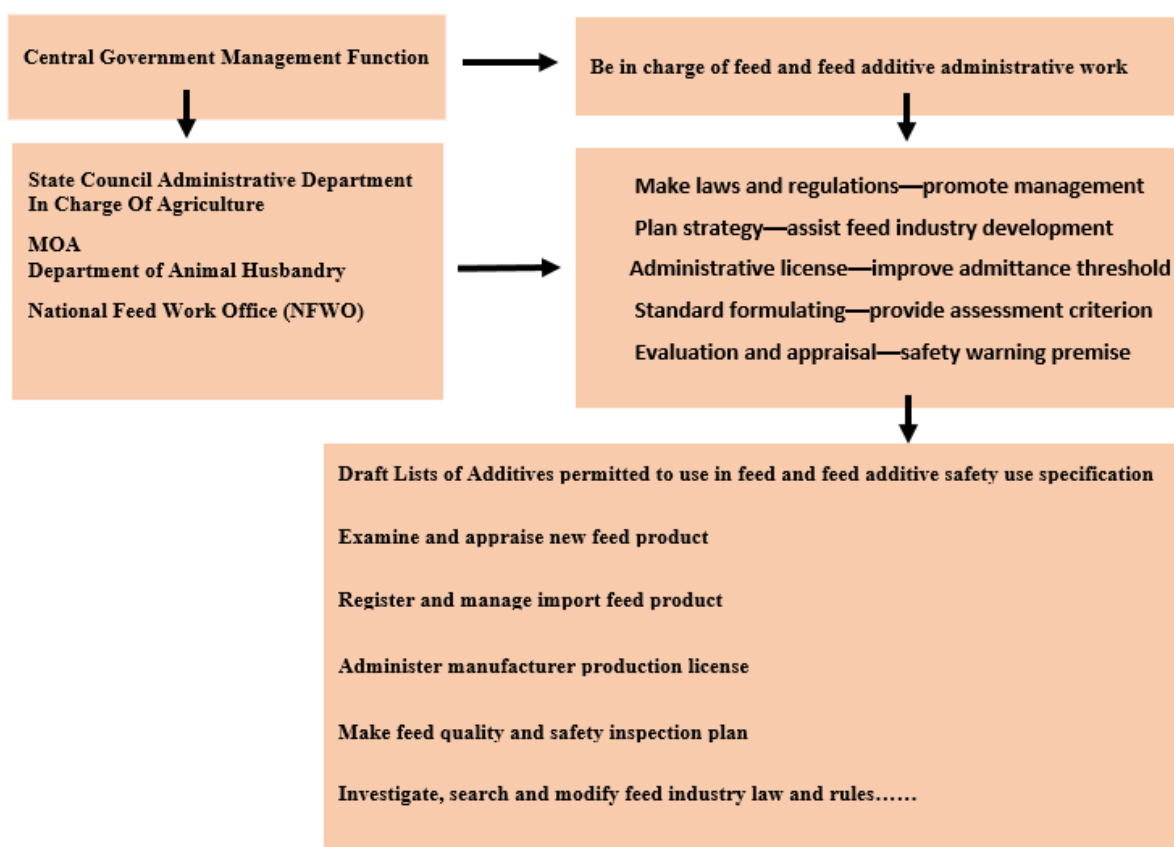 Central Government Management Function
Be in charge of feed and feed additive administrative work
State Council Administrative Department
In Charge Of Agriculture
MOA
Department of Animal Husbandry
National Feed Work Office (NFWO)
Make laws and regulations—promote management
Plan strategy—assist feed industry development
Administrative license—improve admittance threshold
Standard formulating—provide assessment criterion
Evaluation and appraisal—safety warning premise
Draft Lists of Additives permitted to use in feed and feed additive safety use specification
Examine and appraise new feed product
Register and manage import feed product
Administer manufacturer production license
Make feed quality and safety inspection plan
Investigate, search and modify feed industry law and rules……